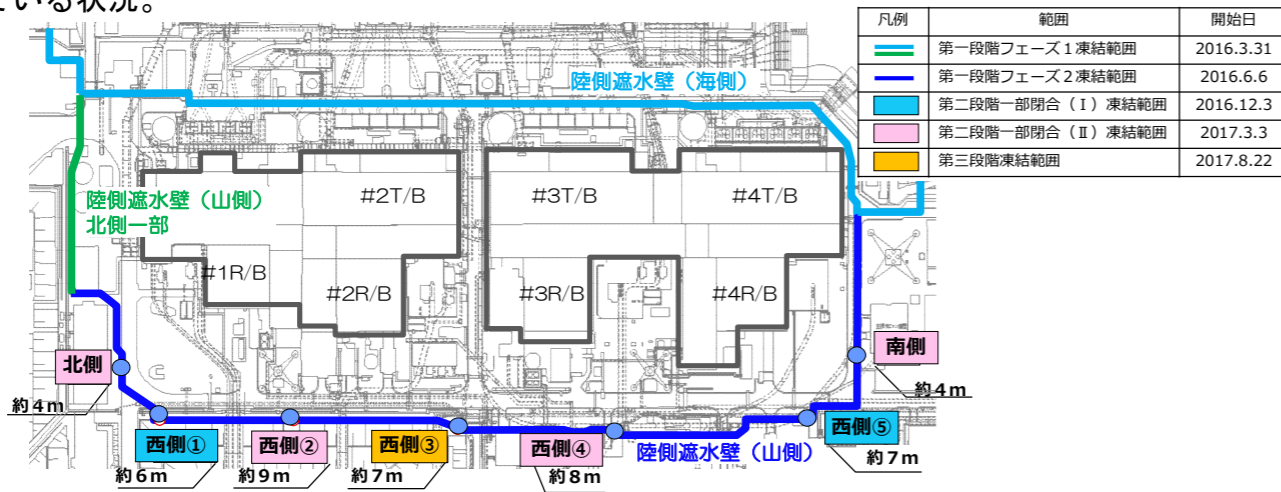 いる状況。
凡例 範囲 開始日
第一段階フェーズ1凍結範囲 2016.3.31
第一段階フェーズ2凍結範囲 2016.6.6
第二段階一部閉合（Ⅰ）凍結範囲 2016.12.3
第二段階一部閉合（Ⅱ）凍結範囲 2017.3.3
第三段階凍結範囲 2017.8.22
陸側遮水壁（海側）
陸側遮水壁（山側）
北側一部
#2T/B
#3T/B
#4T/B
#1R/B
#2R/B
#3R/B
#4R/B
北側
約4m
南側
約4m
西側①
約6m
西側②
約9m
西側③
約7m
西側④
約8m
陸側遮水壁（山側）
西側⑤
約7m